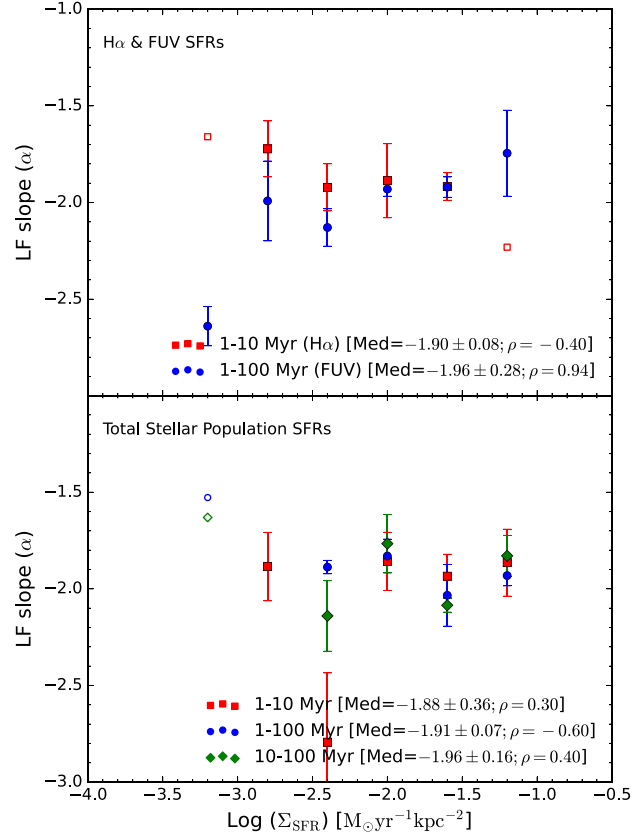 −1.0
Hα & FUV SFRs
−1.5
−2.0
LF slope (α)
−2.5
1-10 Myr (Hα) [Med=−1.90 ± 0.08; ρ = −0.40]
1-100 Myr (FUV) [Med=−1.96 ± 0.28; ρ = 0.94]
Total Stellar Population SFRs
−1.5
−2.0
LF slope (α)
−2.5
1-10 Myr [Med=−1.88 ± 0.36; ρ = 0.30]
1-100 Myr [Med=−1.91 ± 0.07; ρ = −0.60]
10-100 Myr [Med=−1.96 ± 0.16; ρ = 0.40]
−3.0
−4.0 −3.5 −3.0 −2.5 −2.0 −1.5 −1.0 −0.5
Log (Σ_SFR) [M_⊙yr⁻¹kpc⁻²]